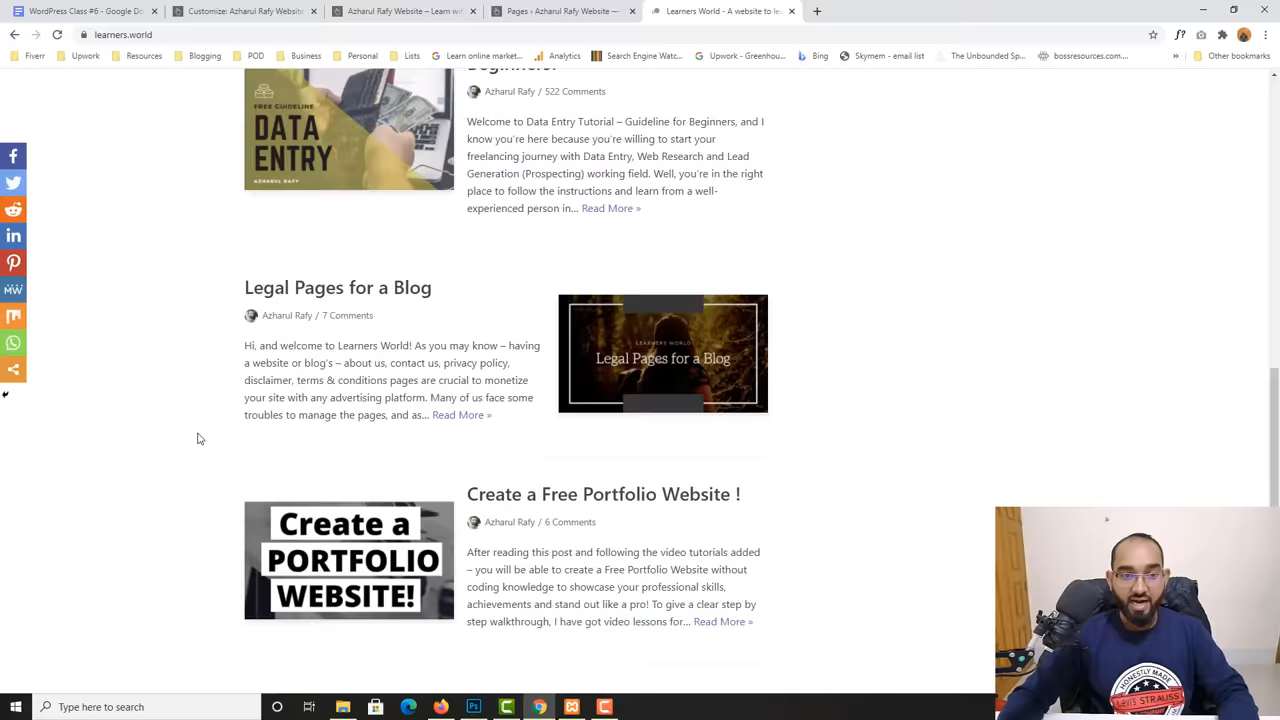 WordPress Class #6 - Google Do
Customize: Azharul Rafy Website:
Azharul Rafy Website – Learn wit
Pages ‹ Azharul Rafy Website —
Learners World - A website to le
learners.world
Fiverr
Upwork
Resources
Blogging
POD
Business
Personal
Lists
Learn online market...
Analytics
Search Engine Watc...
Upwork - Greenhou...
Bing
Skymem - email list
The Unbounded Sp...
bossresources.com...
Other bookmarks
Beginners!
Azharul Rafy / 522 Comments
Welcome to Data Entry Tutorial – Guideline for Beginners, and I
know you're here because you're willing to start your
freelancing journey with Data Entry, Web Research and Lead
Generation (Prospecting) working field. Well, you're in the right
place to follow the instructions and learn from a well-
experienced person in... Read More »
FREE GUIDELINE
DATA
ENTRY
AZHARUL RAFY
Legal Pages for a Blog
Azharul Rafy / 7 Comments
Hi, and welcome to Learners World! As you may know – having
a website or blog's – about us, contact us, privacy policy,
disclaimer, terms & conditions pages are crucial to monetize
your site with any advertising platform. Many of us face some
troubles to manage the pages, and as... Read More »
LEARNERS WORLD
Legal Pages for a Blog
Create a
PORTFOLIO
WEBSITE!
Create a Free Portfolio Website !
Azharul Rafy / 6 Comments
After reading this post and following the video tutorials added
– you will be able to create a Free Portfolio Website without
coding knowledge to showcase your professional skills,
achievements and stand out like a pro! To give a clear step by
step walkthrough, I have got video lessons for... Read More »
HONESTLY MADE
LEVI STRAUSS
Type here to search